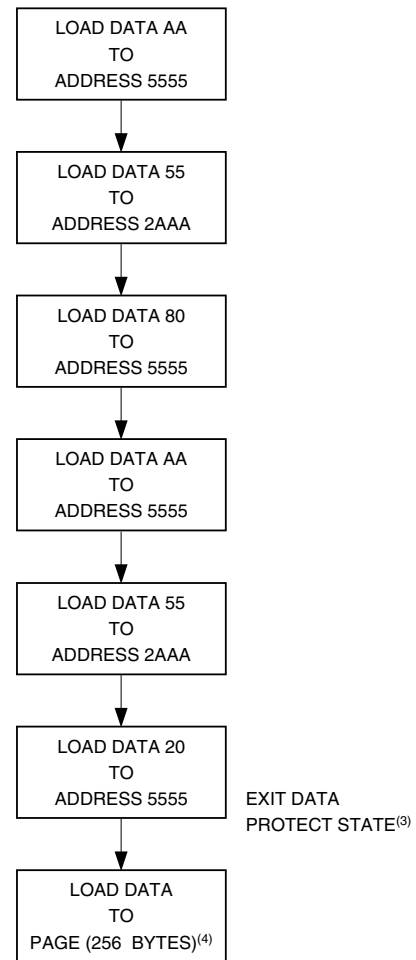 LOAD DATA AA
TO
ADDRESS 5555
LOAD DATA 55
TO
ADDRESS 2AAA
LOAD DATA 80
TO
ADDRESS 5555
LOAD DATA AA
TO
ADDRESS 5555
LOAD DATA 55
TO
ADDRESS 2AAA
LOAD DATA 20
TO
ADDRESS 5555
EXIT DATA
PROTECT STATE(3)
LOAD DATA
TO
PAGE (256 BYTES)(4)